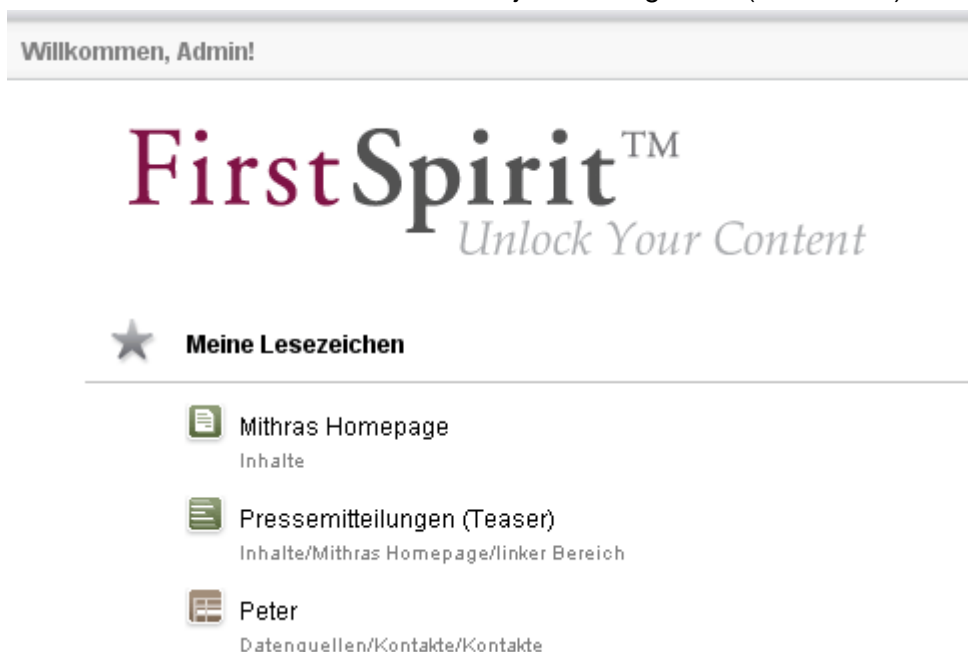 Willkommen, Admin!
FirstSpirit™
Unlock Your Content
Meine Lesezeichen
Mithras Homepage
Inhalte
Pressemitteilungen (Teaser)
Inhalte/Mithras Homepage/linker Bereich
Peter
Datenquellen/Kontakte/Kontakte